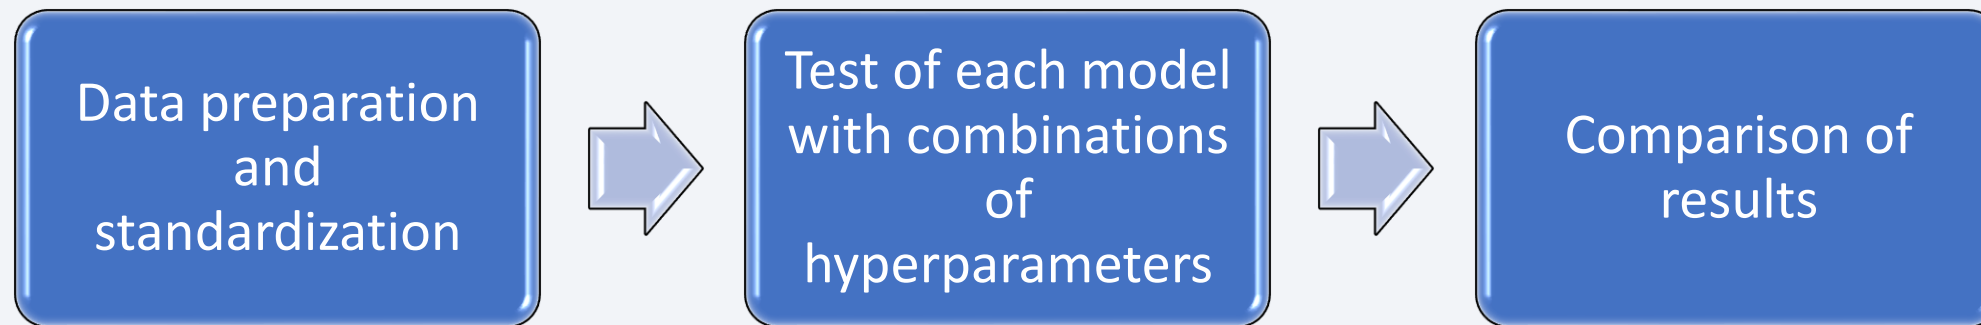 Data preparation
and
standardization
Test of each model
with combinations
of
hyperparameters
Comparison of
results